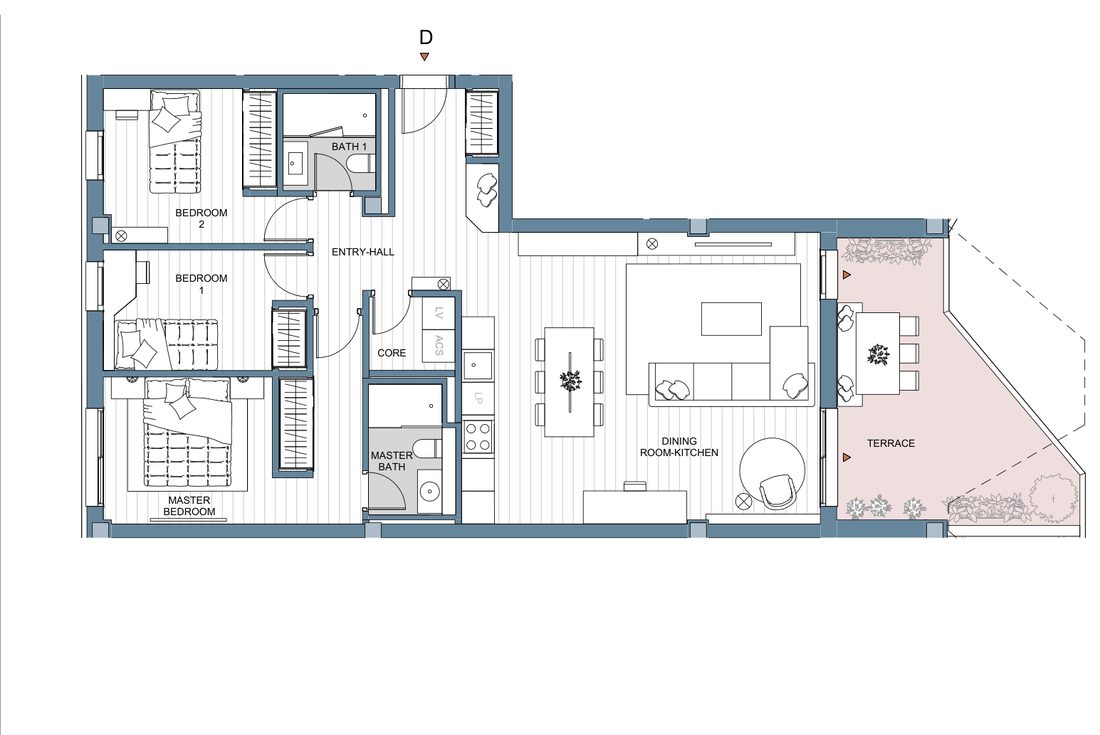 D
BATH 1
BEDROOM
2
ENTRY-HALL
BEDROOM
1
LV
ACS
CORE
LP
DINING
ROOM-KITCHEN
TERRACE
MASTER
BATH
MASTER
BEDROOM